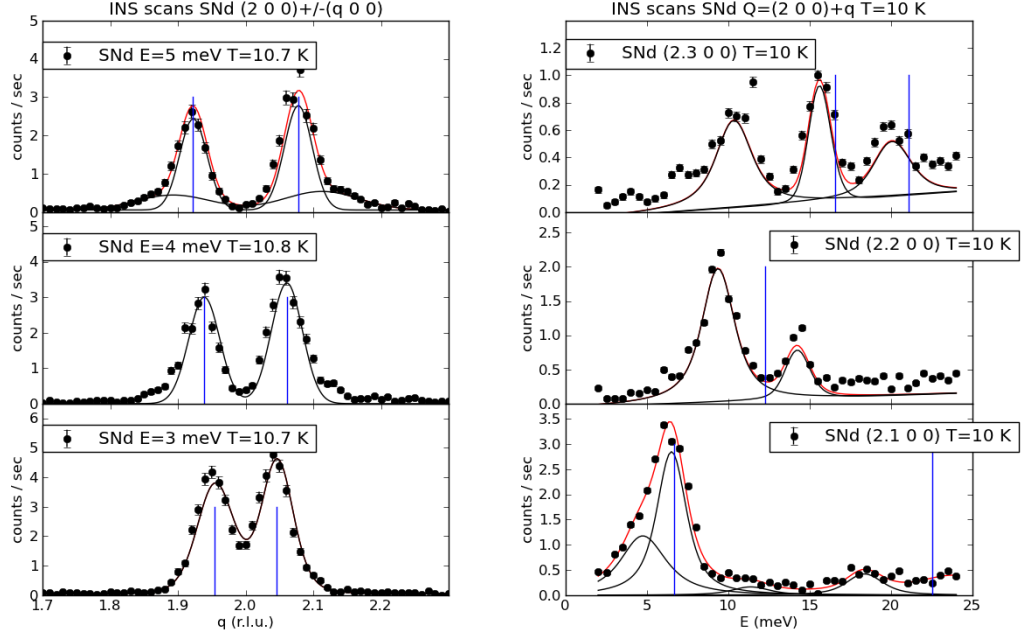 INS scans SNd (2 0 0)+/-(q 0 0)
counts / sec
5
4
3
2
1
0
SNd E=5 meV T=10.7 K
counts / sec
5
4
3
2
1
0
SNd E=4 meV T=10.8 K
counts / sec
6
5
4
3
2
1
0
SNd E=3 meV T=10.7 K
1.7 1.8 1.9 2.0 2.1 2.2
q (r.l.u.)
INS scans SNd Q=(2 0 0)+q T=10 K
counts / sec
1.2
1.0
0.8
0.6
0.4
0.2
0.0
SNd (2.3 0 0) T=10 K
counts / sec
2.5
2.0
1.5
1.0
0.5
0.0
SNd (2.2 0 0) T=10 K
counts / sec
3.5
3.0
2.5
2.0
1.5
1.0
0.5
0.0
SNd (2.1 0 0) T=10 K
0 5 10 15 20 25
E (meV)